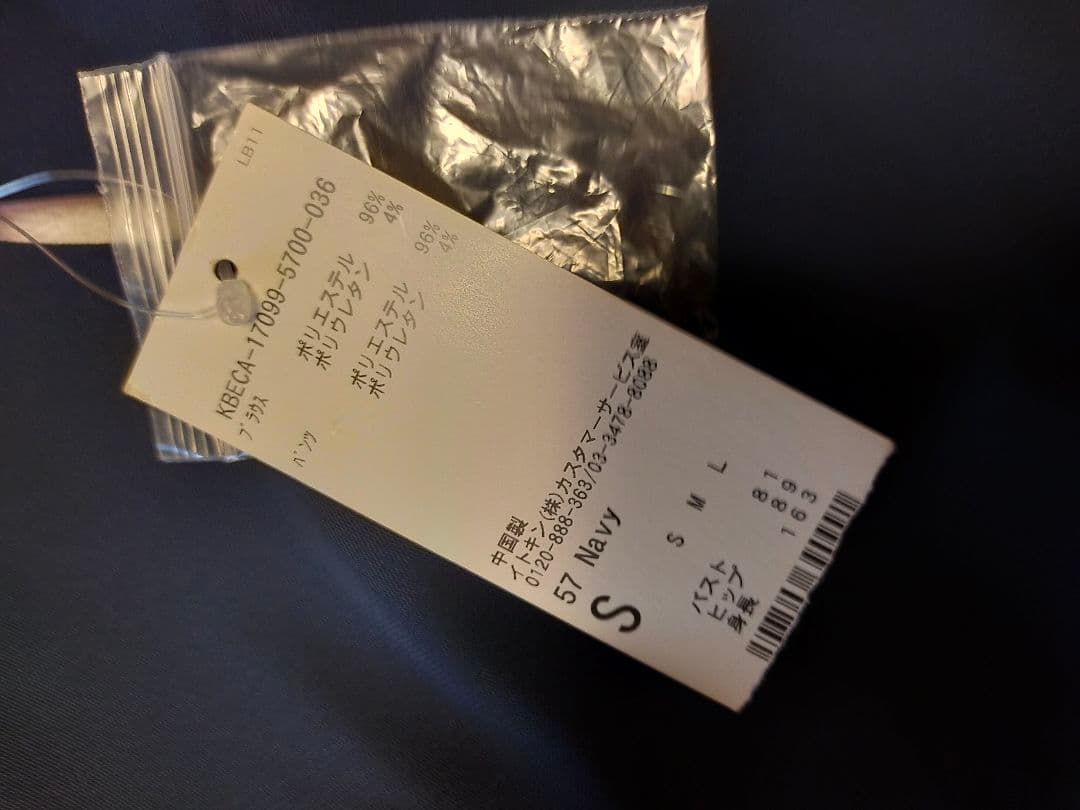 LB11
KBECA-17099-5700-036
ブラウス
ポリエステル 96%
ポリウレタン 4%
パンツ
ポリエステル 96%
ポリウレタン 4%
中国製
イトキン(株)カスタマーサービス室
0120-888-363/03-3478-8088
57 Navy
S
S M L
バスト 81
ヒップ 89
身長 163